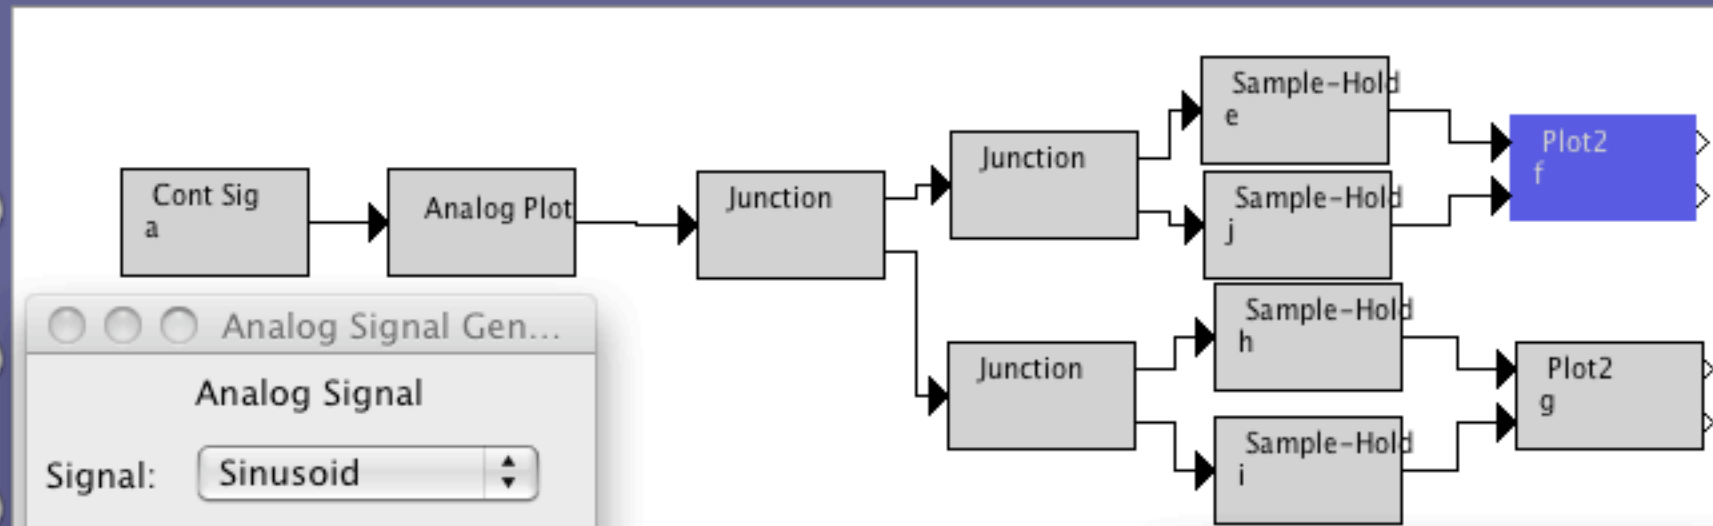 Sample-Hold
e
Plot2
f
Junction
Cont Sig
a
Analog Plot
Junction
Sample-Hold
j
Sample-Hold
h
Junction
Plot2
g
Sample-Hold
i
Analog Signal Gen...
Analog Signal
Signal: Sinusoid